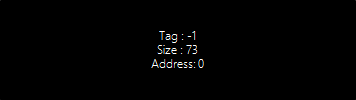 Tag : -1
Size : 73
Address: 0